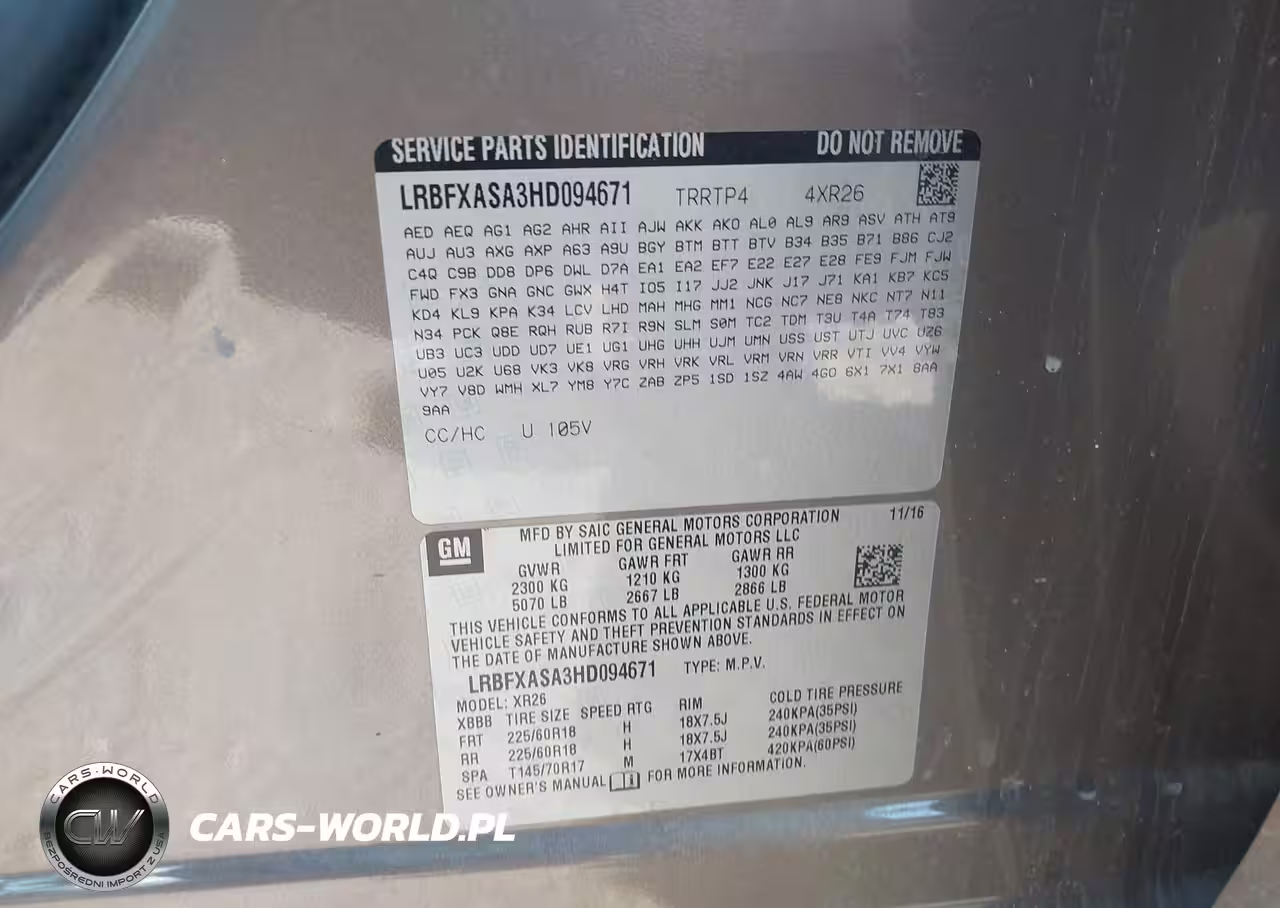 SERVICE PARTS IDENTIFICATION DO NOT REMOVE
LRBFXASA3HD094671 TRRTP4 4XR26
AED AEQ AG1 AG2 AHR AII AJW AKK AKO AL0 AL9 AR9 ASV ATH AT9
AUJ AU3 AXG AXP A63 A9U BGY BTM BTT BTV B34 B35 B71 B86 CJ2
C4Q C9B DD8 DP6 DWL D7A EA1 EA2 EF7 E22 E27 E28 FE9 FJM FJW
FWD FX3 GNA GNC GWX H4T I05 I17 JJ2 JNK J17 J71 KA1 KB7 KC5
KD4 KL9 KPA K34 LCV LHD MAH MHG MM1 NCG NC7 NE8 NKC NT7 N11
N34 PCK Q8E RQH RUB R7I R9N SLM S0M TC2 TDM T3U T4A T74 T83
UB3 UC3 UDD UD7 UE1 UG1 UHG UHH UJM UMN USS UST UTJ UVC UZ6
U05 U2K U68 VK3 VK8 VRG VRH VRK VRL VRM VRN VRR VTI VV4 VYW
VY7 V8D WMH XL7 YM8 Y7C ZAB ZP5 1SD 1SZ 4AW 4GO 6X1 7X1 8AA
9AA
CC/HC U 105V
GM
MFD BY SAIC GENERAL MOTORS CORPORATION 11/16
LIMITED FOR GENERAL MOTORS LLC
GVWR GAWR FRT GAWR RR
2300 KG 1210 KG 1300 KG
5070 LB 2667 LB 2866 LB
THIS VEHICLE CONFORMS TO ALL APPLICABLE U.S. FEDERAL MOTOR
VEHICLE SAFETY AND THEFT PREVENTION STANDARDS IN EFFECT ON
THE DATE OF MANUFACTURE SHOWN ABOVE.
LRBFXASA3HD094671 TYPE: M.P.V.
MODEL: XR26
XBBB TIRE SIZE SPEED RTG RIM COLD TIRE PRESSURE
FRT 225/60R18 H 18X7.5J 240KPA(35PSI)
RR 225/60R18 H 18X7.5J 240KPA(35PSI)
SPA T145/70R17 M 17X4BT 420KPA(60PSI)
SEE OWNER'S MANUAL FOR MORE INFORMATION.
CARS-WORLD
CW
BEZPOŚREDNI IMPORT Z USA
CARS-WORLD.PL